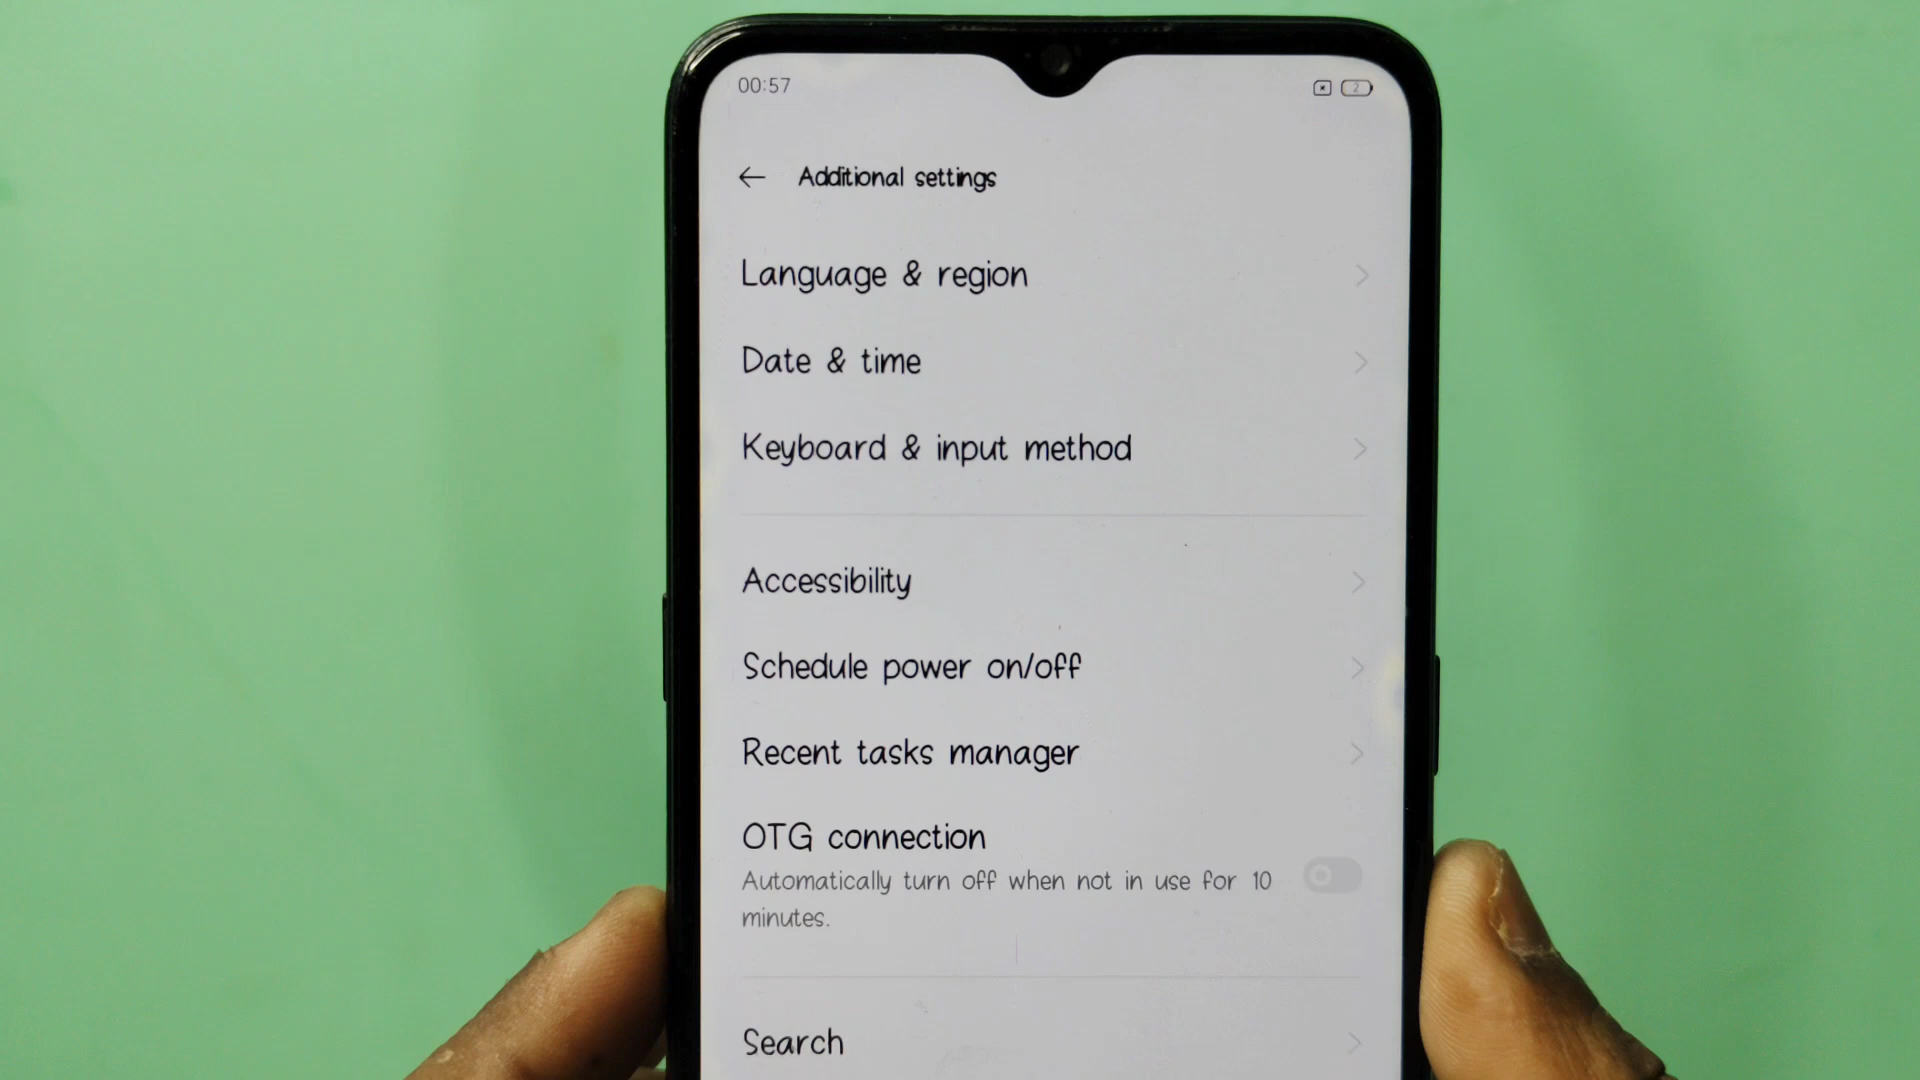 00:57
2
Additional settings
Language & region
Date & time
Keyboard & input method
Accessibility
Schedule power on/off
Recent tasks manager
OTG connection
Automatically turn off when not in use for 10
minutes.
Search